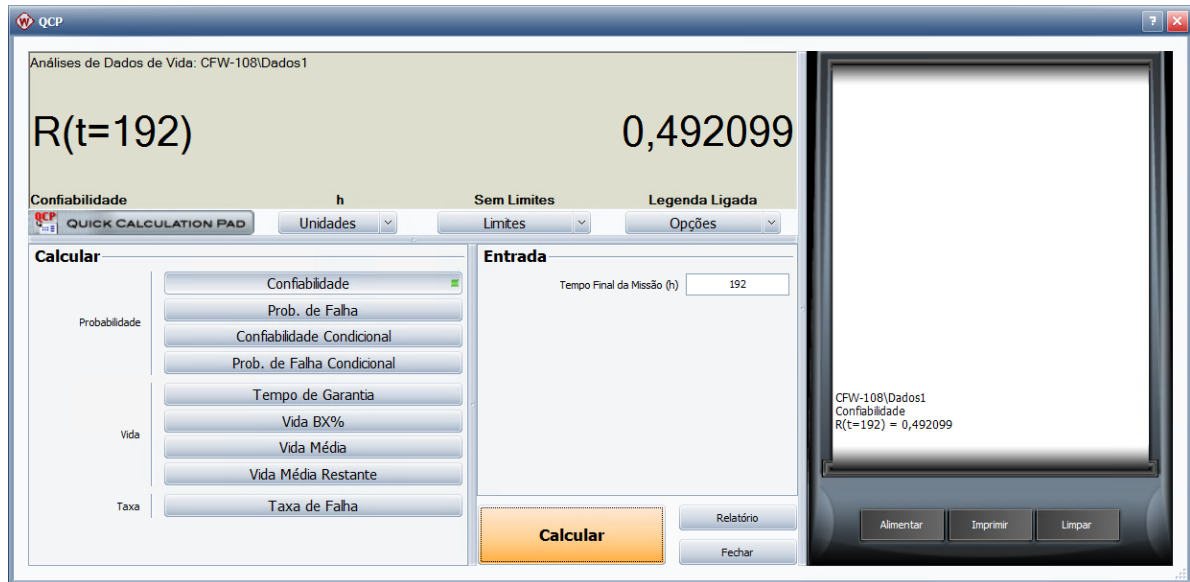 QCP
Análises de Dados de Vida: CFW-108\Dados1
R(t=192) 0,492099
Confiabilidade h Sem Limites Legenda Ligada
QCP QUICK CALCULATION PAD Unidades Limites Opções
Calcular
Probabilidade
Confiabilidade
Prob. de Falha
Confiabilidade Condicional
Prob. de Falha Condicional
Vida
Tempo de Garantia
Vida BX%
Vida Média
Vida Média Restante
Taxa
Taxa de Falha
Entrada
Tempo Final da Missão (h) 192
Calcular
Relatório
Fechar
CFW-108\Dados1
Confiabilidade
R(t=192) = 0,492099
Alimentar Imprimir Limpar